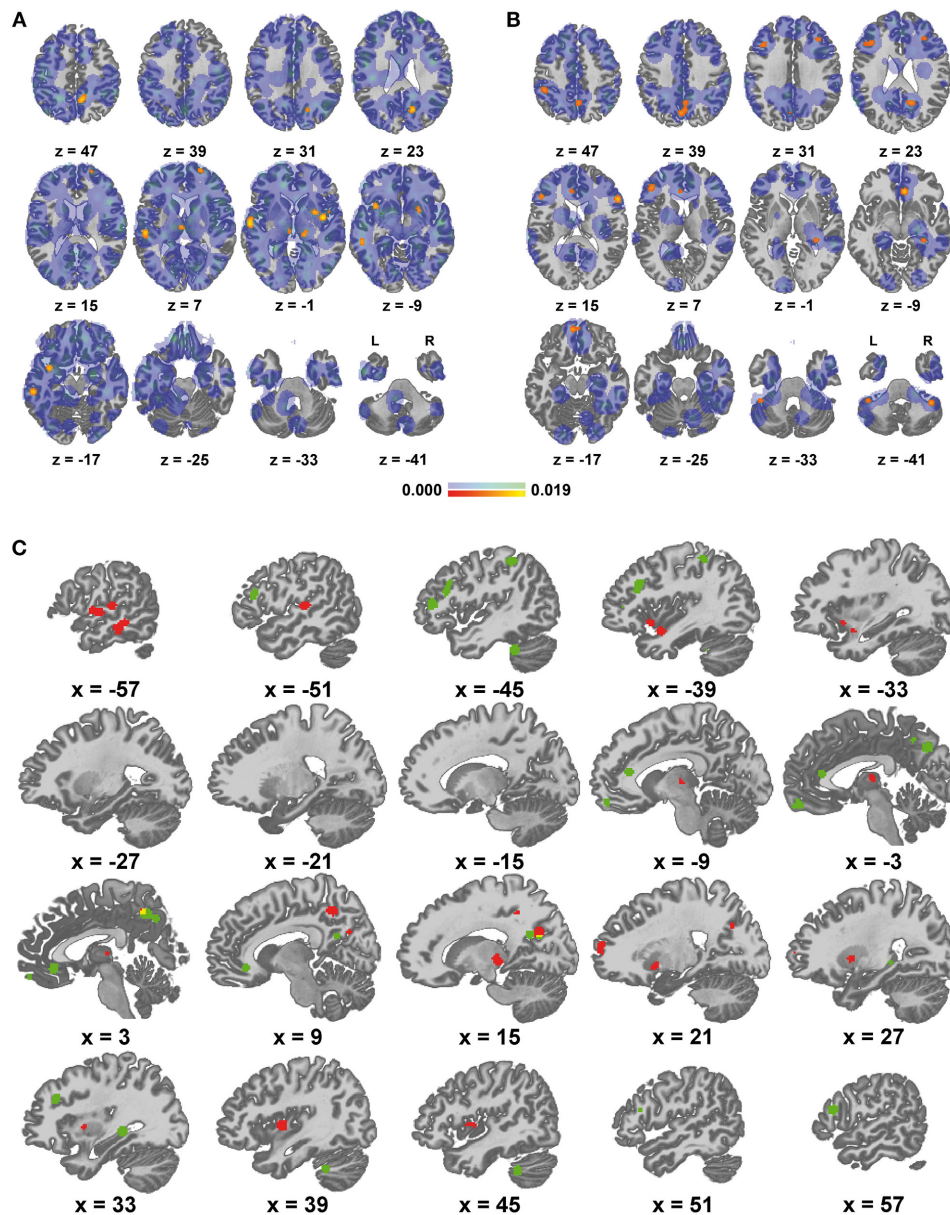 A
B
z = 47 z = 39 z = 31 z = 23
z = 47 z = 39 z = 31 z = 23
z = 15 z = 7 z = -1 z = -9
z = 15 z = 7 z = -1 z = -9
L R
L R
z = -17 z = -25 z = -33 z = -41
z = -17 z = -25 z = -33 z = -41
0.000 0.019
C
x = -57 x = -51 x = -45 x = -39 x = -33
x = -27 x = -21 x = -15 x = -9 x = -3
x = 3 x = 9 x = 15 x = 21 x = 27
x = 33 x = 39 x = 45 x = 51 x = 57